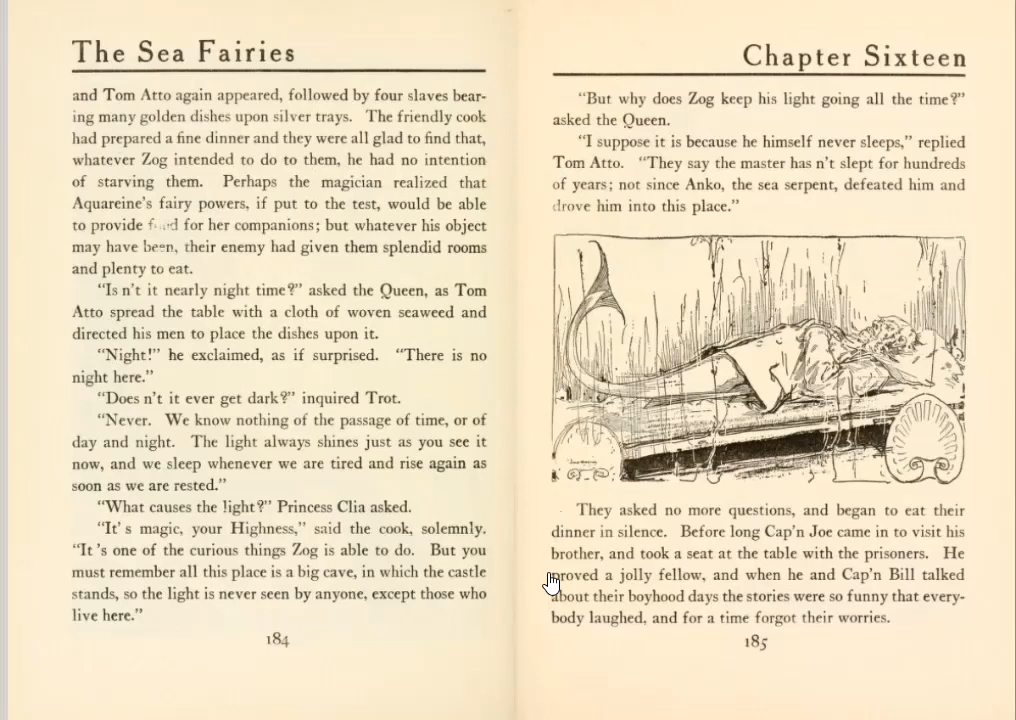 The Sea Fairies
and Tom Atto again appeared, followed by four slaves bear-
ing many golden dishes upon silver trays. The friendly cook
had prepared a fine dinner and they were all glad to find that,
whatever Zog intended to do to them, he had no intention
of starving them. Perhaps the magician realized that
Aquareine's fairy powers, if put to the test, would be able
to provide for her companions; but whatever his object
may have been, their enemy had given them splendid rooms
and plenty to eat.
"Is n't it nearly night time?" asked the Queen, as Tom
Atto spread the table with a cloth of woven seaweed and
directed his men to place the dishes upon it.
"Night!" he exclaimed, as if surprised. "There is no
night here."
"Does n't it ever get dark?" inquired Trot.
"Never. We know nothing of the passage of time, or of
day and night. The light always shines just as you see it
now, and we sleep whenever we are tired and rise again as
soon as we are rested."
"What causes the light?" Princess Clia asked.
"It' s magic, your Highness," said the cook, solemnly.
"It 's one of the curious things Zog is able to do. But you
must remember all this place is a big cave, in which the castle
stands, so the light is never seen by anyone, except those who
live here."
184
Chapter Sixteen
"But why does Zog keep his light going all the time?"
asked the Queen.
"I suppose it is because he himself never sleeps," replied
Tom Atto. "They say the master has n't slept for hundreds
of years; not since Anko, the sea serpent, defeated him and
drove him into this place."
They asked no more questions, and began to eat their
dinner in silence. Before long Cap'n Joe came in to visit his
brother, and took a seat at the table with the prisoners. He
proved a jolly fellow, and when he and Cap'n Bill talked
about their boyhood days the stories were so funny that every-
body laughed, and for a time forgot their worries.
185